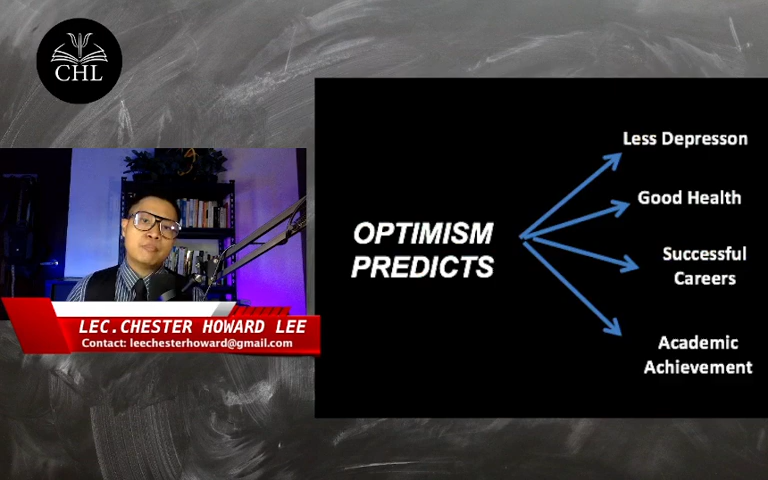 CHL
LEC.CHESTER HOWARD LEE
Contact: leechesterhoward@gmail.com
OPTIMISM
PREDICTS
Less Depresson
Good Health
Successful
Careers
Academic
Achievement